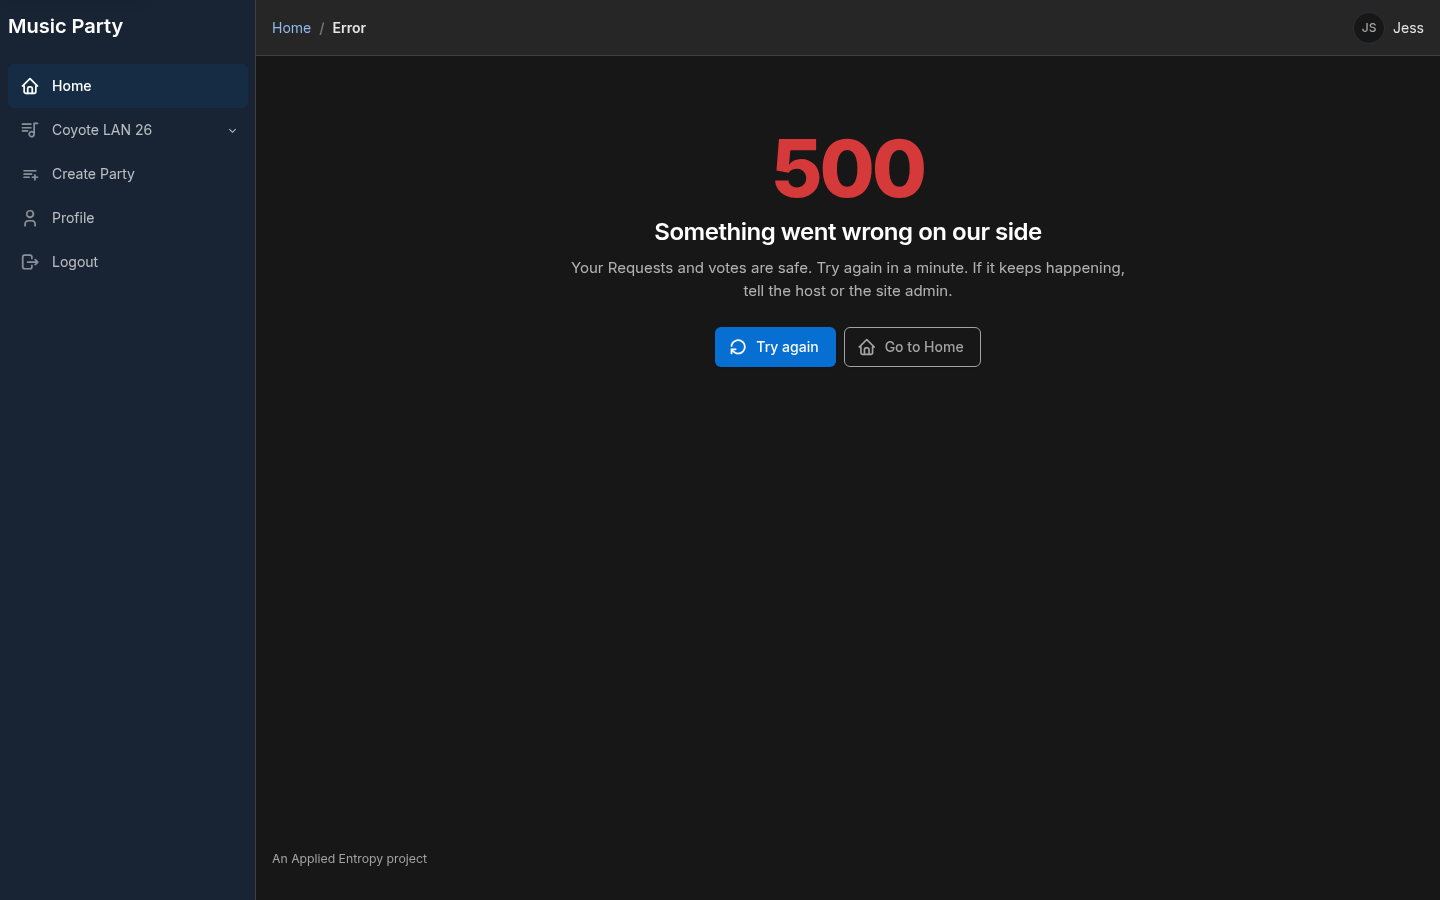 Music Party
Home / Error
JS Jess
Home
Coyote LAN 26
Create Party
Profile
Logout
500
Something went wrong on our side
Your Requests and votes are safe. Try again in a minute. If it keeps happening,
tell the host or the site admin.
Try again
Go to Home
An Applied Entropy project